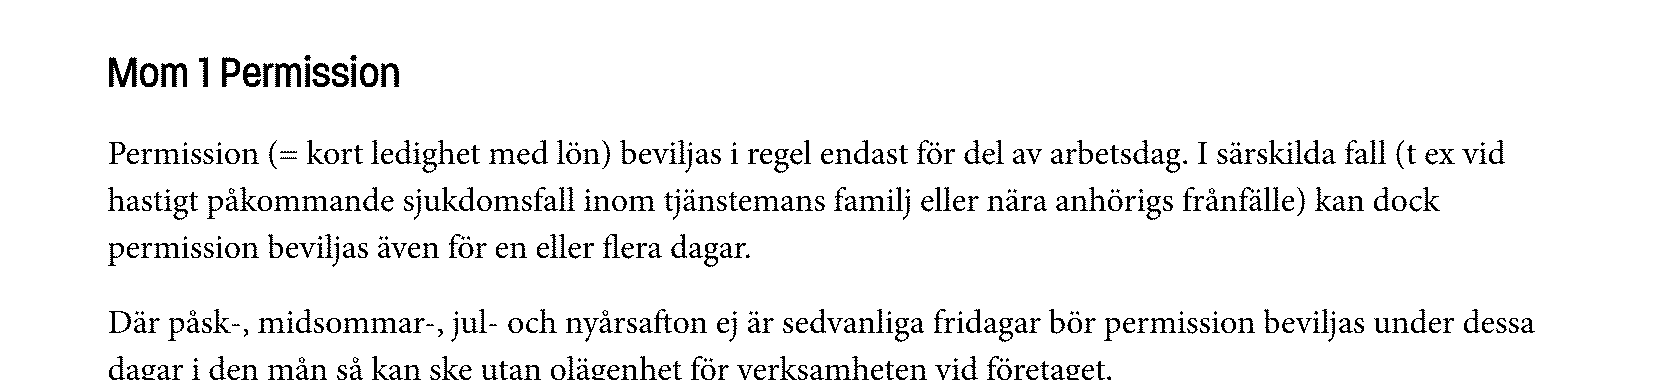 Mom 1 Permission
Permission (= kort ledighet med lön) beviljas i regel endast för del av arbetsdag. I särskilda fall (t ex vid
hastigt påkommande sjukdomsfall inom tjänstemans familj eller nära anhörigs frånfälle) kan dock
permission beviljas även för en eller flera dagar.
Där påsk-, midsommar-, jul- och nyårsafton ej är sedvanliga fridagar bör permission beviljas under dessa
dagar i den mån så kan ske utan olägenhet för verksamheten vid företaget.